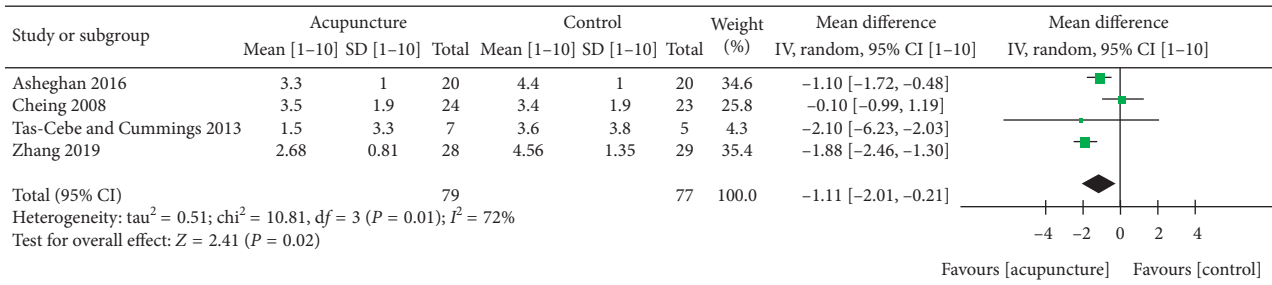 Study or subgroup Acupuncture Control Weight (%) Mean difference Mean difference
Mean [1–10] SD [1–10] Total Mean [1–10] SD [1–10] Total IV, random, 95% CI [1–10] IV, random, 95% CI [1–10]
Asheghan 2016 3.3 1 20 4.4 1 20 34.6 –1.10 [–1.72, –0.48]
Cheing 2008 3.5 1.9 24 3.4 1.9 23 25.8 –0.10 [–0.99, 1.19]
Tas-Cebe and Cummings 2013 1.5 3.3 7 3.6 3.8 5 4.3 –2.10 [–6.23, –2.03]
Zhang 2019 2.68 0.81 28 4.56 1.35 29 35.4 –1.88 [–2.46, –1.30]
Total (95% CI) 79 77 100.0 –1.11 [–2.01, –0.21]
Heterogeneity: tau² = 0.51; chi² = 10.81, df = 3 (P = 0.01); I² = 72%
Test for overall effect: Z = 2.41 (P = 0.02)
–4 –2 0 2 4
Favours [acupuncture] Favours [control]